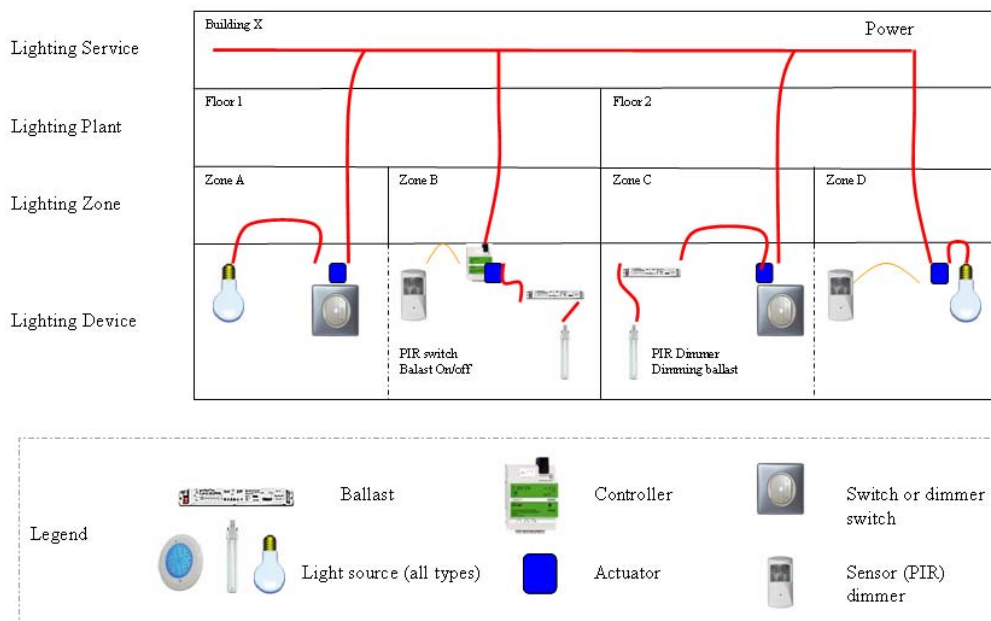 Building X
Power
Lighting Service
Floor 1
Floor 2
Lighting Plant
Zone A
Zone B
Zone C
Zone D
Lighting Zone
Lighting Device
PIR switch
Balast On/off
PIR Dimmer
Dimming ballast
Legend
Ballast
Controller
Switch or dimmer
switch
Light source (all types)
Actuator
Sensor (PIR)
dimmer